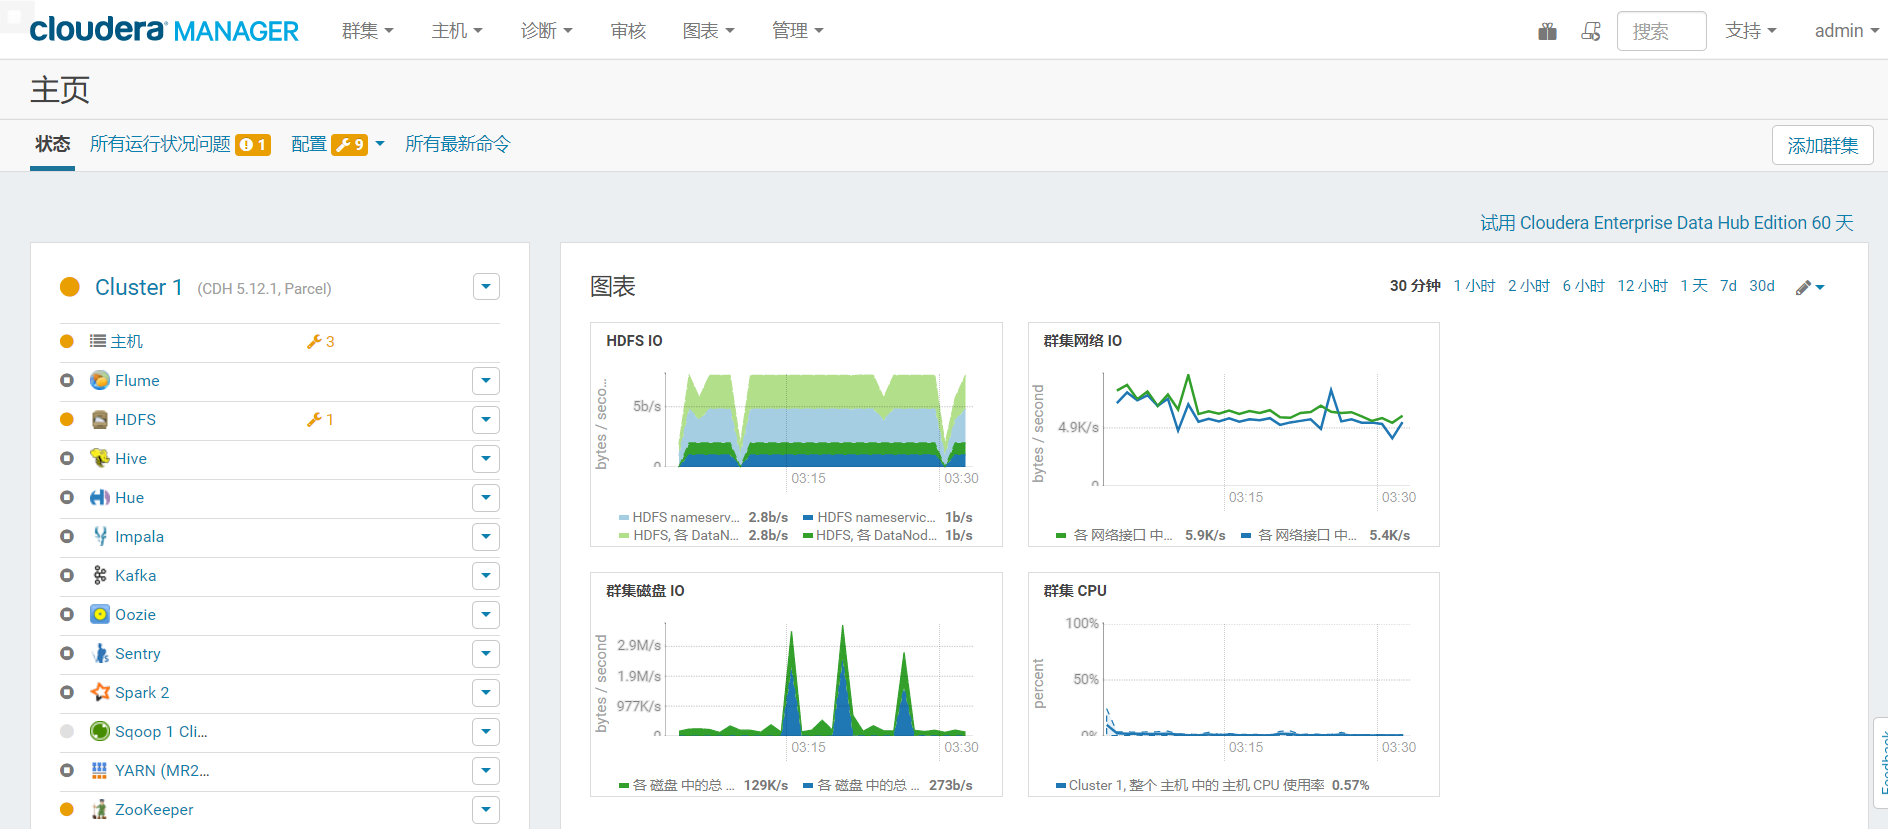 cloudera MANAGER 群集 主机 诊断 审核 图表 管理 搜索 支持 admin
主页
状态 所有运行状况问题 1 配置 9 所有最新命令 添加群集
试用 Cloudera Enterprise Data Hub Edition 60 天
Cluster 1 (CDH 5.12.1, Parcel)
主机 3
Flume
HDFS 1
Hive
Hue
Impala
Kafka
Oozie
Sentry
Spark 2
Sqoop 1 Cli...
YARN (MR2...
ZooKeeper
图表 30 分钟 1 小时 2 小时 6 小时 12 小时 1 天 7d 30d
HDFS IO
bytes / seco...
5b/s
0
03:15 03:30
HDFS nameserv... 2.8b/s HDFS nameservic... 1b/s
HDFS, 各 DataN... 2.8b/s HDFS, 各 DataNod... 1b/s
群集网络 IO
bytes / second
4.9K/s
0
03:15 03:30
各 网络接口 中... 5.9K/s 各 网络接口 中... 5.4K/s
群集磁盘 IO
bytes / second
2.9M/s
1.9M/s
977K/s
0
03:15 03:30
各 磁盘 中的总 ... 129K/s 各 磁盘 中的总 ... 273b/s
群集 CPU
percent
100%
50%
0%
03:15 03:30
Cluster 1, 整个 主机 中的 主机 CPU 使用率 0.57%
Feedback